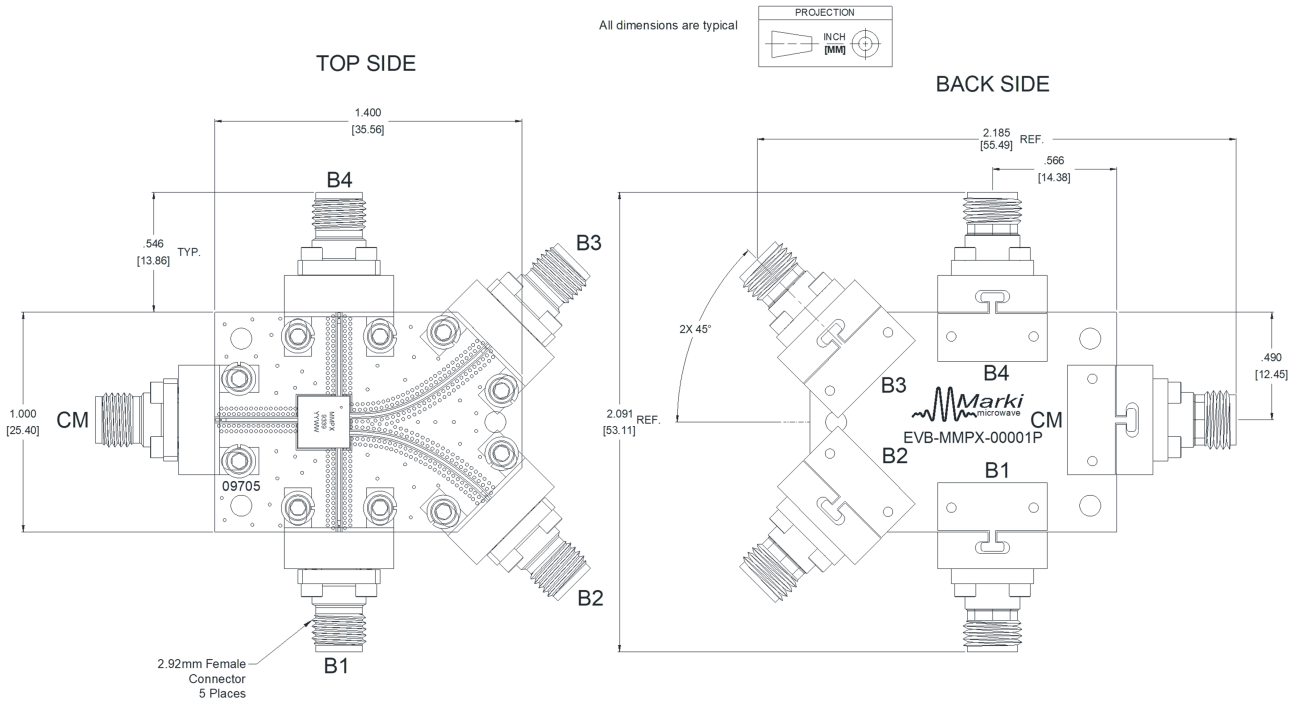 All dimensions are typical
PROJECTION
INCH
[MM]
TOP SIDE
BACK SIDE
1.400
[35.56]
2.185
[55.49]
REF.
.566
[14.38]
B4
.546
[13.86]
TYP.
B3
2X 45°
.490
[12.45]
CM
1.000
[25.40]
MMPX
9339
YYWW
09705
2.091
[53.11]
REF.
B3
B4
Marki
microwave
CM
EVB-MMPX-00001P
B2
B1
B2
B1
2.92mm Female
Connector
5 Places